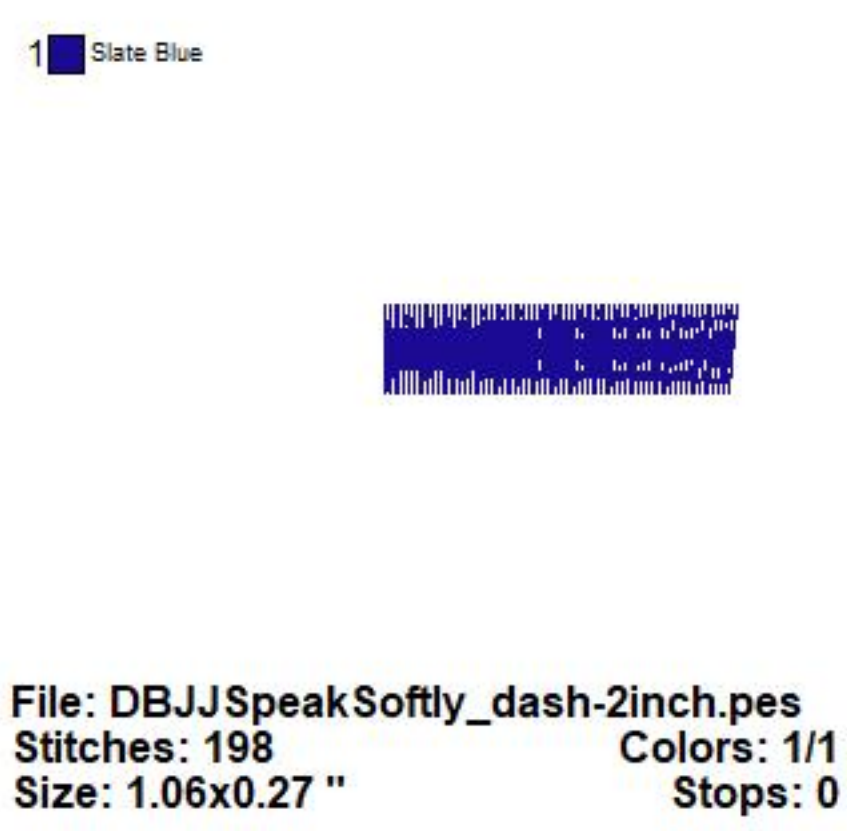 1 Slate Blue
File: DBJJSpeakSoftly_dash-2inch.pes
Stitches: 198 Colors: 1/1
Size: 1.06x0.27 " Stops: 0